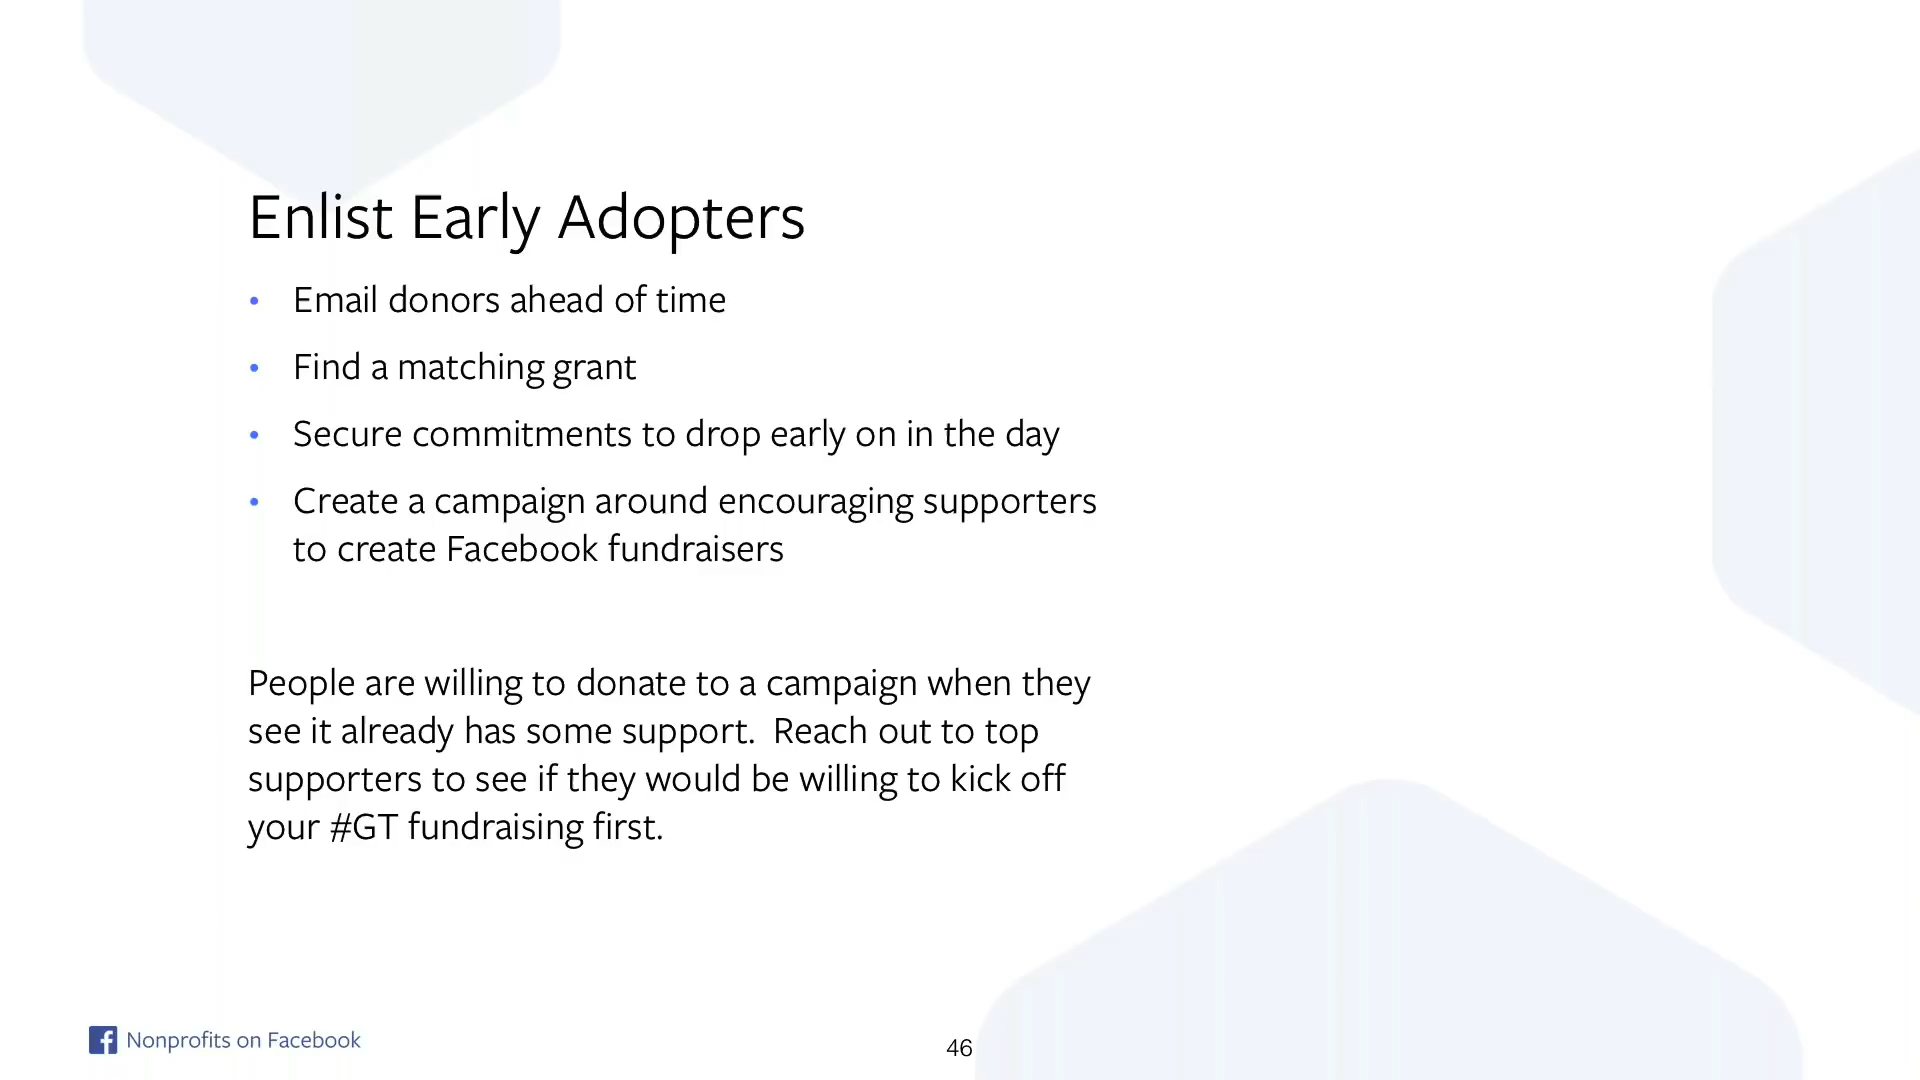 Enlist Early Adopters
• Email donors ahead of time
• Find a matching grant
• Secure commitments to drop early on in the day
• Create a campaign around encouraging supporters
to create Facebook fundraisers
People are willing to donate to a campaign when they
see it already has some support.  Reach out to top
supporters to see if they would be willing to kick off
your #GT fundraising first.
Nonprofits on Facebook
46